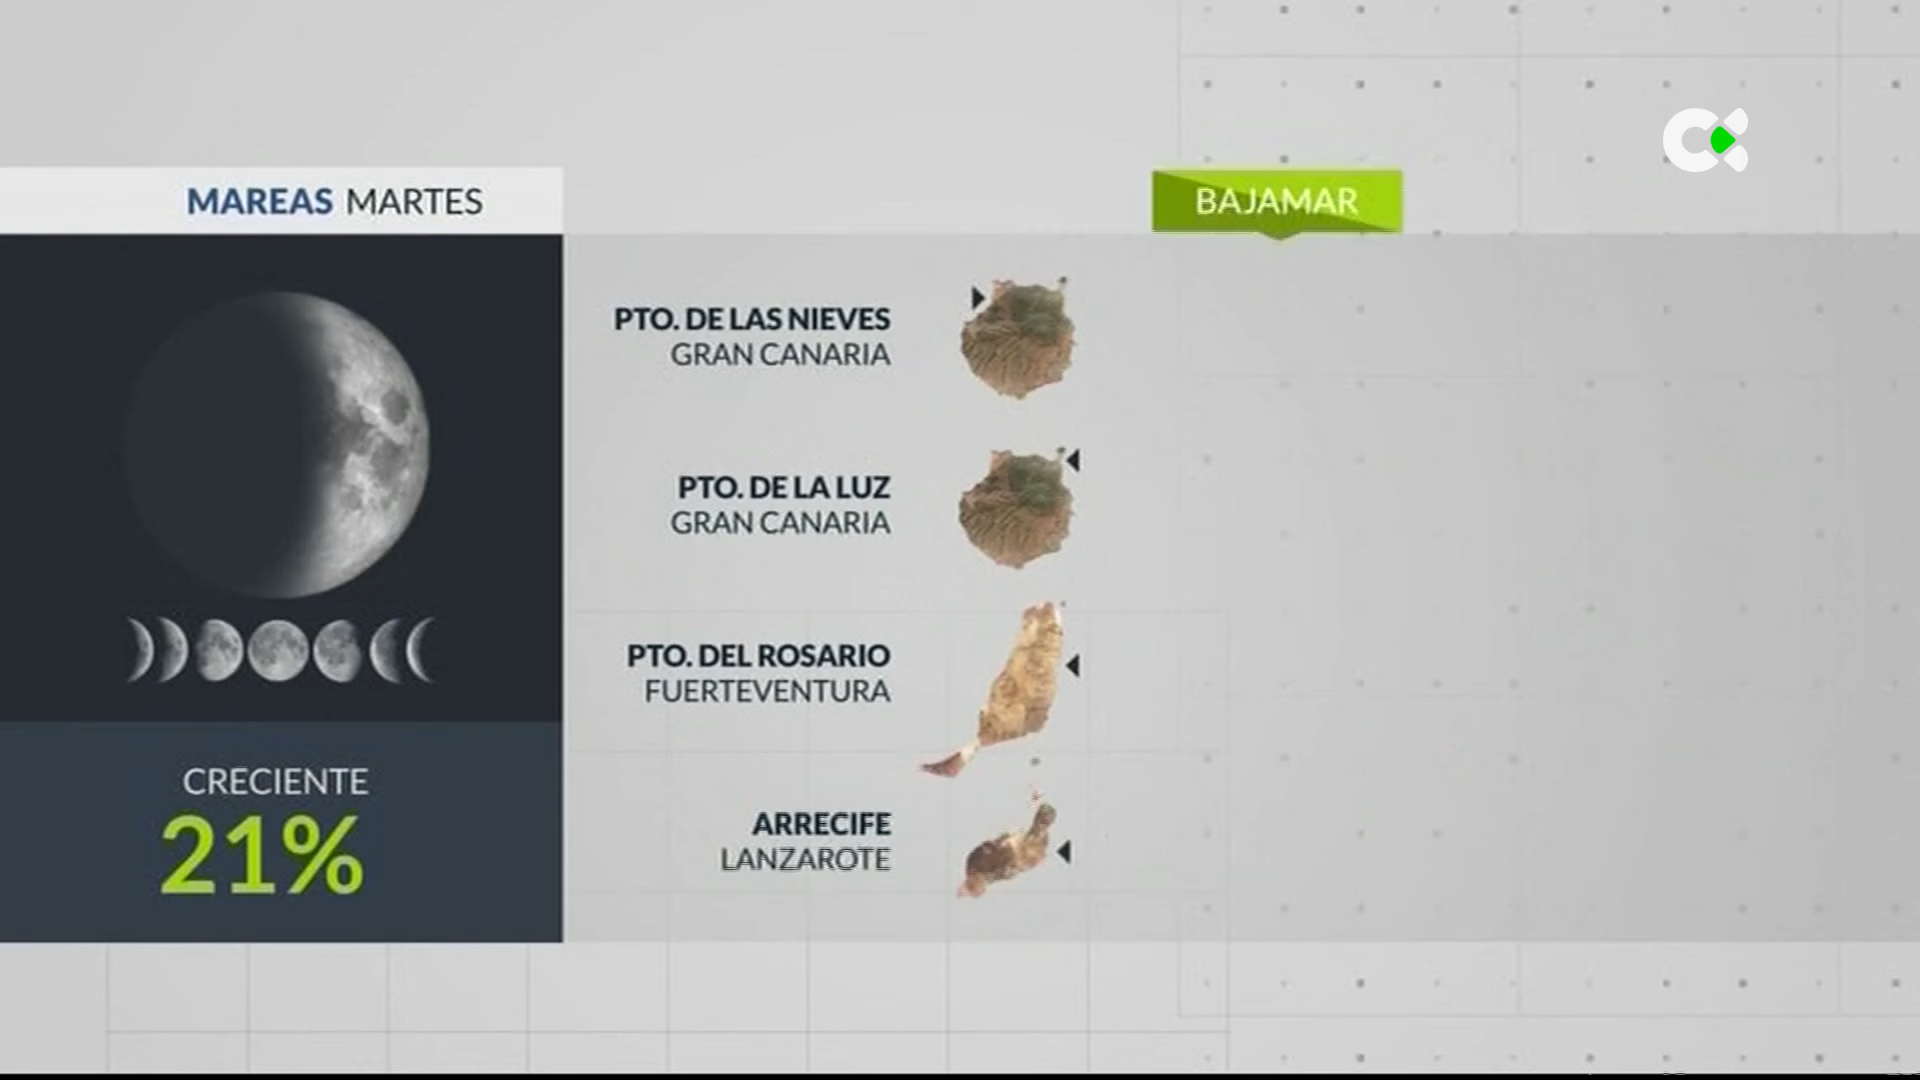 MAREAS MARTES
BAJAMAR
PTO. DE LAS NIEVES
GRAN CANARIA
PTO. DE LA LUZ
GRAN CANARIA
PTO. DEL ROSARIO
FUERTEVENTURA
ARRECIFE
LANZAROTE
CRECIENTE
21%